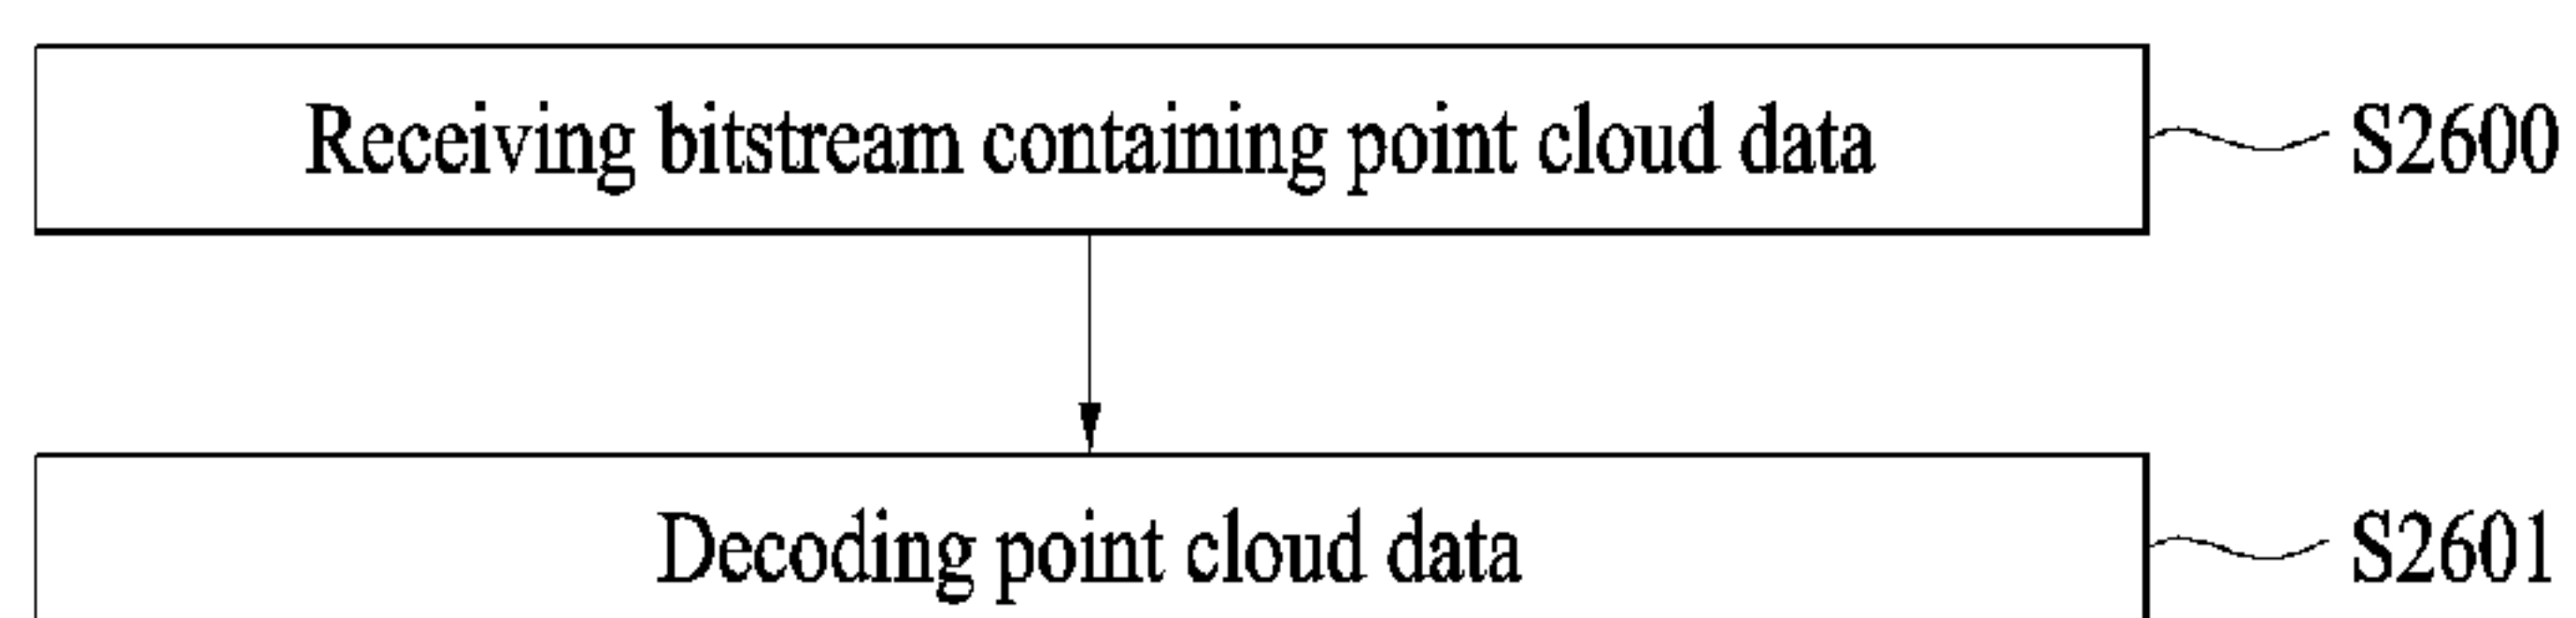 Receiving bitstream containing point cloud data S2600
Decoding point cloud data S2601